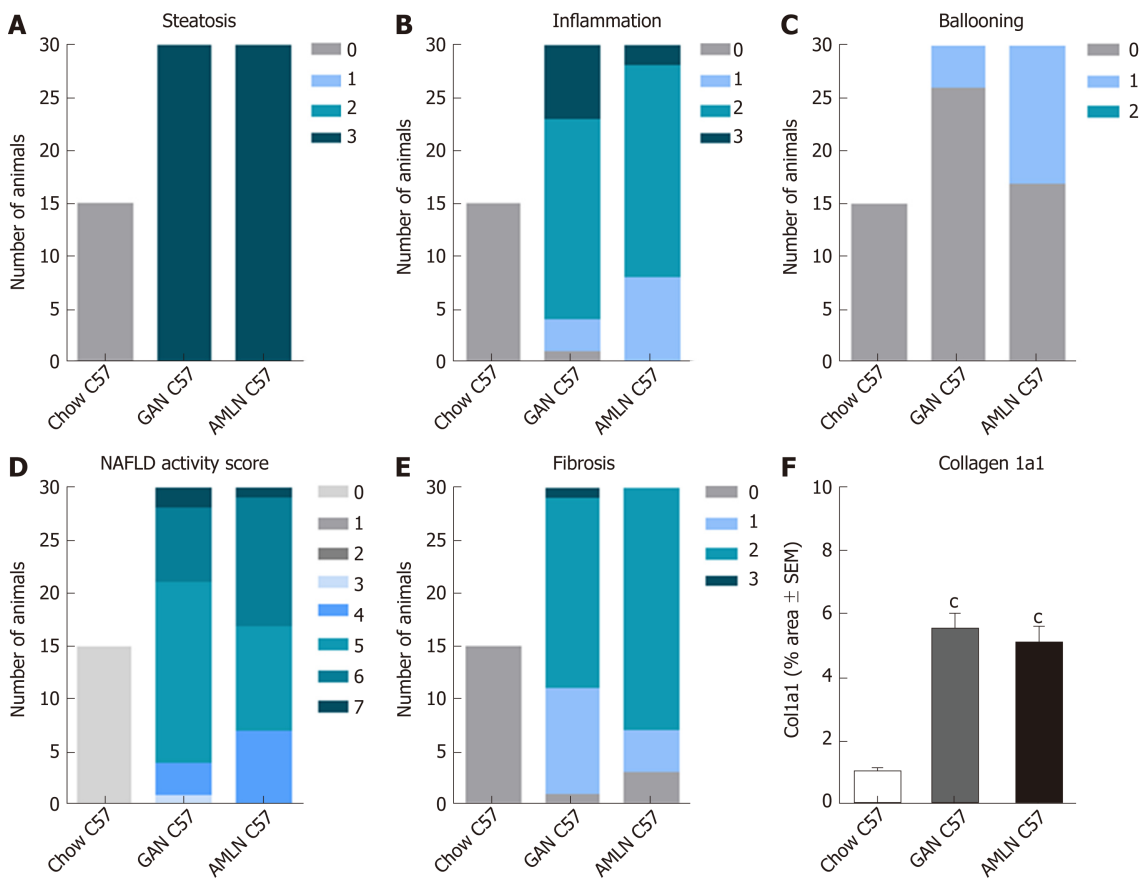 A
Steatosis
Number of animals
30
25
20
15
10
5
0
Chow C57
GAN C57
AMLN C57
0
1
2
3
B
Inflammation
Number of animals
30
25
20
15
10
5
0
Chow C57
GAN C57
AMLN C57
0
1
2
3
C
Ballooning
Number of animals
30
25
20
15
10
5
0
Chow C57
GAN C57
AMLN C57
0
1
2
D
NAFLD activity score
Number of animals
30
25
20
15
10
5
0
Chow C57
GAN C57
AMLN C57
0
1
2
3
4
5
6
7
E
Fibrosis
Number of animals
30
25
20
15
10
5
0
Chow C57
GAN C57
AMLN C57
0
1
2
3
F
Collagen 1a1
Col1a1 (% area ± SEM)
10
8
6
4
2
0
c
c
Chow C57
GAN C57
AMLN C57